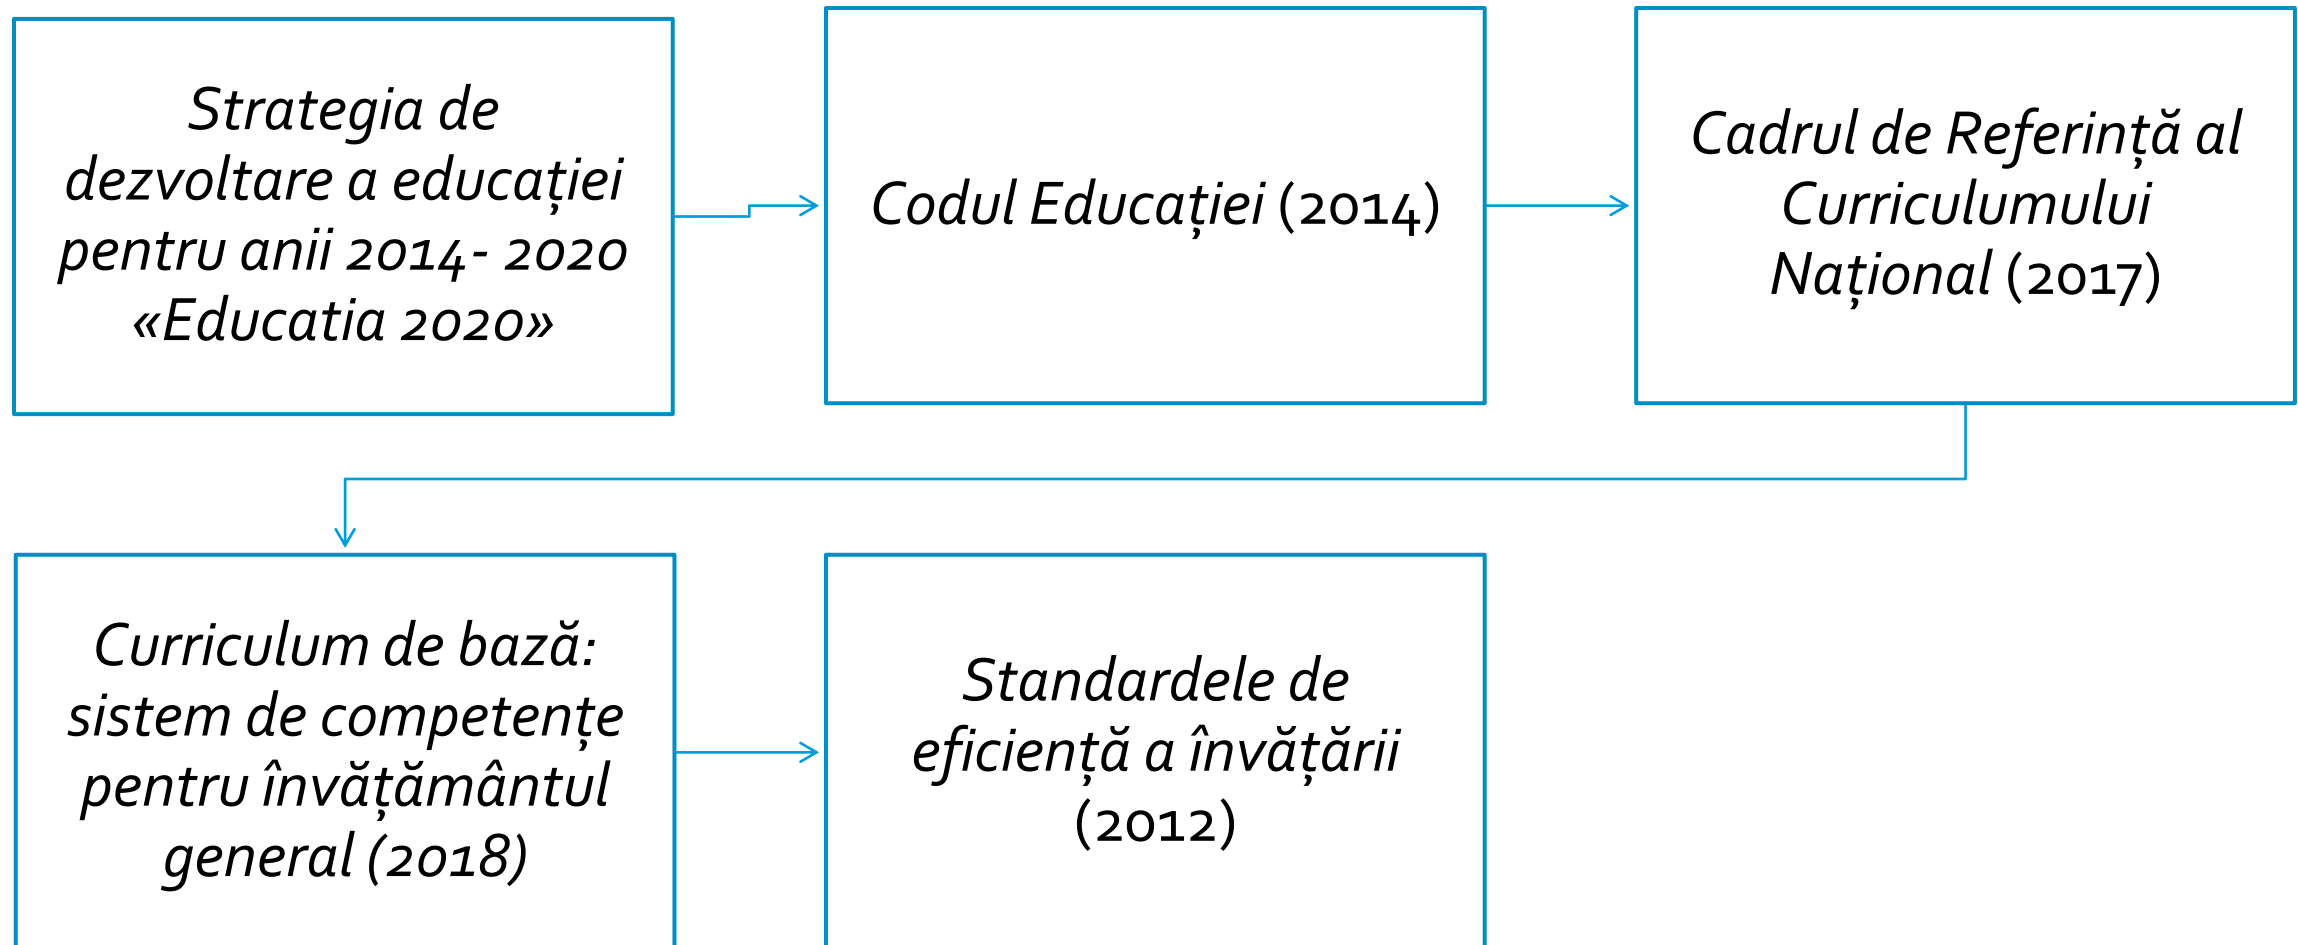 Strategia de
dezvoltare a educației
pentru anii 2014- 2020
«Educatia 2020»
Codul Educației (2014)
Cadrul de Referință al
Curriculumului
Național (2017)
Curriculum de bază:
sistem de competențe
pentru învățământul
general (2018)
Standardele de
eficiență a învățării
(2012)